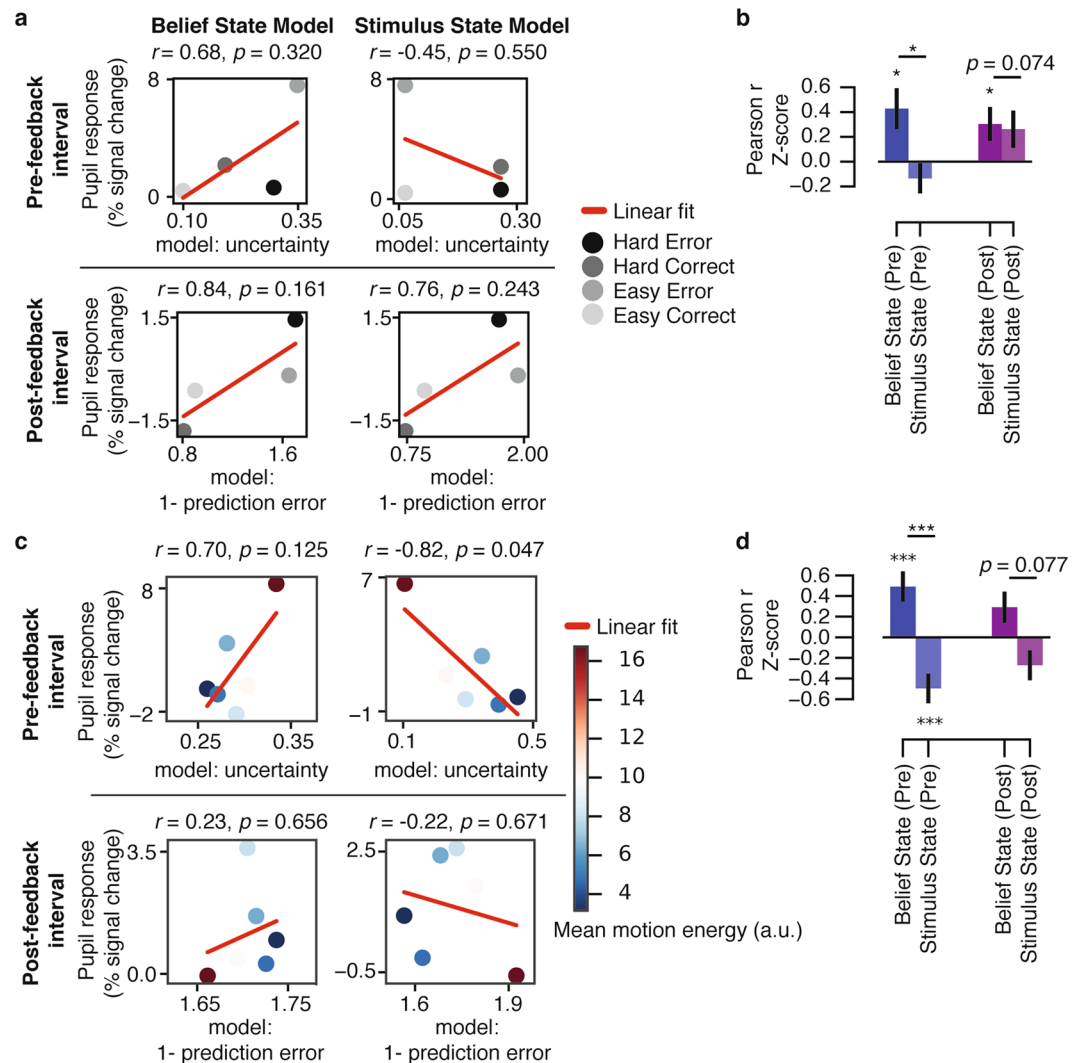 a
Belief State Model
Stimulus State Model
r = 0.68, p = 0.320
r = -0.45, p = 0.550
Pre-feedback
interval
Pupil response
(% signal change)
8
0
0.10
0.35
model: uncertainty
8
0
0.05
0.30
model: uncertainty
Linear fit
Hard Error
Hard Correct
Easy Error
Easy Correct
r = 0.84, p = 0.161
r = 0.76, p = 0.243
Post-feedback
interval
Pupil response
(% signal change)
1.5
−1.5
0.8
1.6
model:
1- prediction error
1.5
−1.5
0.75
2.00
model:
1- prediction error
b
*
*
p = 0.074
*
Pearson r
Z-score
0.6
0.4
0.2
0.0
−0.2
Belief State (Pre)
Stimulus State (Pre)
Belief State (Post)
Stimulus State (Post)
c
r = 0.70, p = 0.125
r = -0.82, p = 0.047
Pre-feedback
interval
Pupil response
(% signal change)
8
−2
0.25
0.35
model: uncertainty
7
−1
0.1
0.5
model: uncertainty
Linear fit
16
14
12
10
8
6
4
Mean motion energy (a.u.)
r = 0.23, p = 0.656
r = -0.22, p = 0.671
Post-feedback
interval
Pupil response
(% signal change)
3.5
0.0
1.65
1.75
model:
1- prediction error
2.5
−0.5
1.6
1.9
model:
1- prediction error
d
***
***
p = 0.077
Pearson r
Z-score
0.6
0.4
0.2
0.0
−0.2
−0.4
−0.6
***
Belief State (Pre)
Stimulus State (Pre)
Belief State (Post)
Stimulus State (Post)